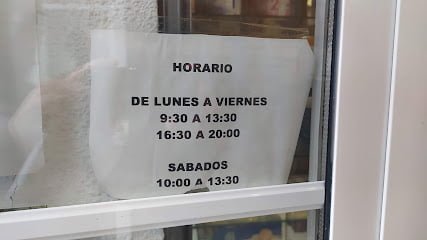 HORARIO
DE LUNES A VIERNES
9:30 A 13:30
16:30 A 20:00
SABADOS
10:00 A 13:30